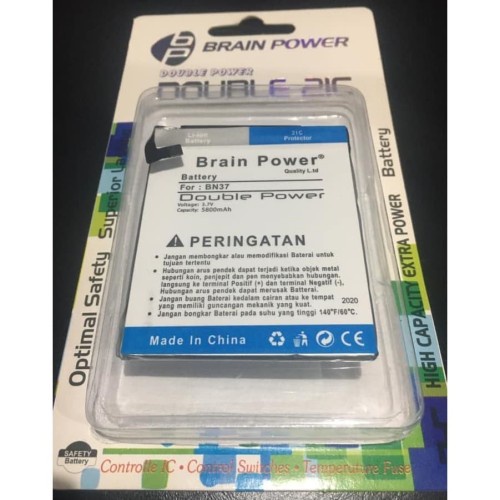 BRAIN POWER
DOUBLE POWER
DOUBLE 2IC
Li-ion
Battery
2IC
Protector
Brain Power®
Quality L.td
Battery
For : BN37
Double Power
Voltage: 3.7V
Capacity: 5800mAh
PERINGATAN
- Jangan membongkar atau memodifikasi Baterai untuk
tujuan tertentu
- Hubungan arus pendek dapat terjadi ketika objek metal
seperti koin, penjepit dan pen menyebabkan hubungan
langsung ke terminal Positif (+) dan terminal Negatif (-).
Hubungan arus pendek dapat merusak Baterai.
- Jangan buang Baterai kedalam cairan atau ke tempat
yang memiliki guncangan mekanik yang kuat.
- Jangan bongkar Baterai pada suhu yang tinggi 140°F/60°C.
2020
Made In China
Optimal Safety
Superior
HIGH CAPACITY EXTRA POWER
SAFETY
Battery
Controlle IC • Control Switches • Temperature Fuse